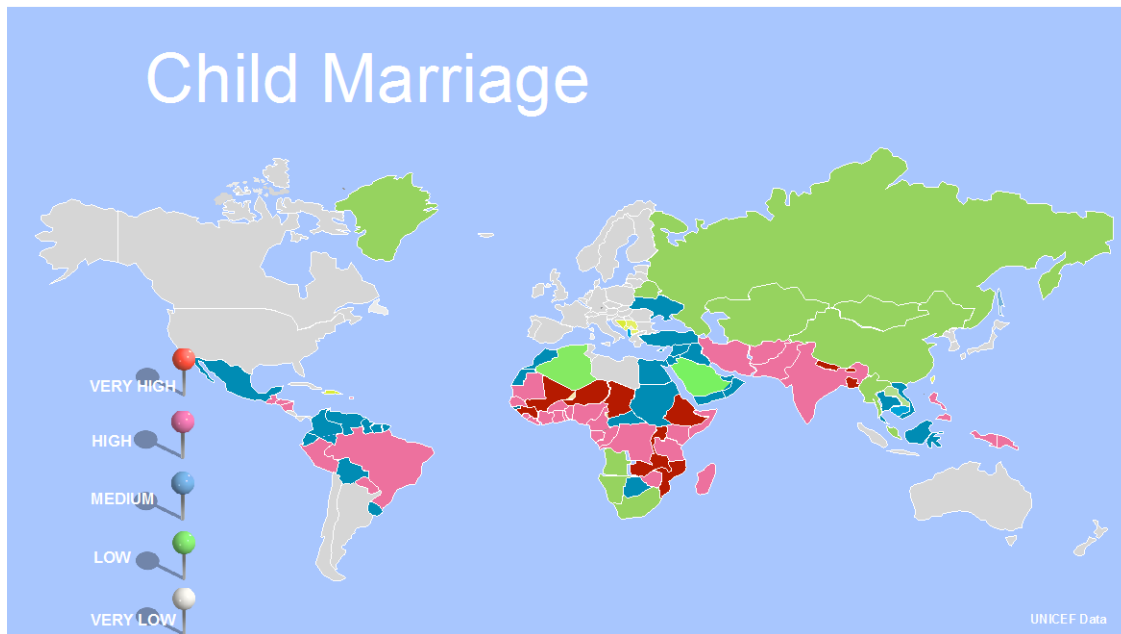 Child Marriage
VERY HIGH
HIGH
MEDIUM
LOW
VERY LOW
UNICEF Data